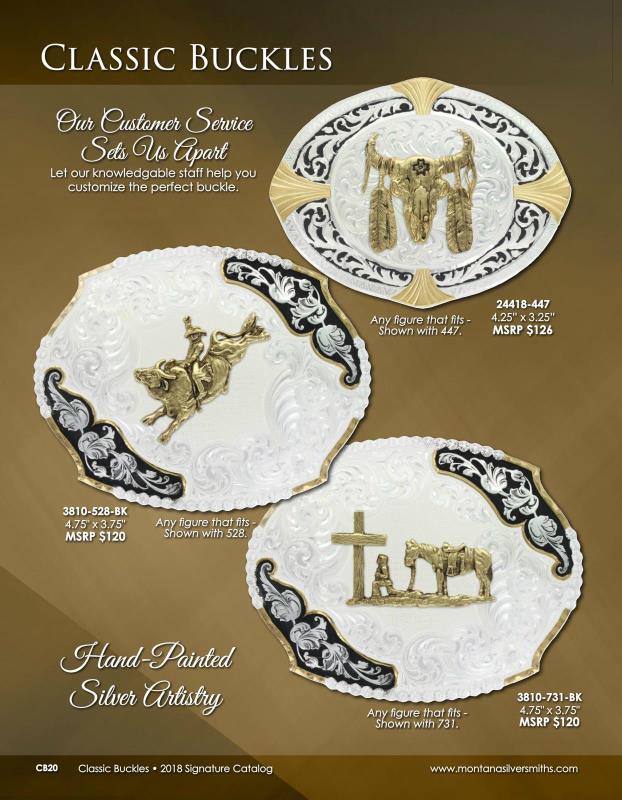 Classic Buckles
Our Customer Service
Sets Us Apart
Let our knowledgable staff help you
customize the perfect buckle.
Any figure that fits -
Shown with 447.
24418-447
4.25" x 3.25"
MSRP $126
3810-528-BK
4.75" x 3.75"
MSRP $120
Any figure that fits -
Shown with 528.
Hand-Painted
Silver Artistry
Any figure that fits -
Shown with 731.
3810-731-BK
4.75" x 3.75"
MSRP $120
CB20 Classic Buckles • 2018 Signature Catalog www.montanasilversmiths.com